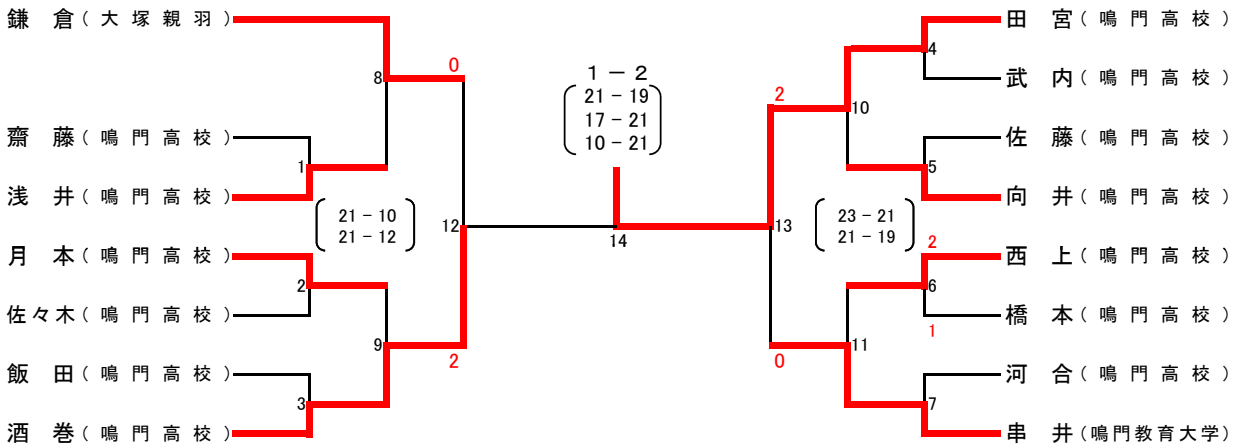 鎌 倉 ( 大 塚 親 羽 )
8
0
齋 藤 ( 鳴 門 高 校 )
1
浅 井 ( 鳴 門 高 校 )
21 - 10
21 - 12
12
月 本 ( 鳴 門 高 校 )
2
佐々木 ( 鳴 門 高 校 )
9
2
飯 田 ( 鳴 門 高 校 )
3
酒 巻 ( 鳴 門 高 校 )
1 - 2
21 - 19
17 - 21
10 - 21
14
田 宮 ( 鳴 門 高 校 )
4
武 内 ( 鳴 門 高 校 )
2
10
佐 藤 ( 鳴 門 高 校 )
5
向 井 ( 鳴 門 高 校 )
13
23 - 21
21 - 19
2
西 上 ( 鳴 門 高 校 )
6
橋 本 ( 鳴 門 高 校 )
1
0
11
河 合 ( 鳴 門 高 校 )
7
串 井 (鳴門教育大学)